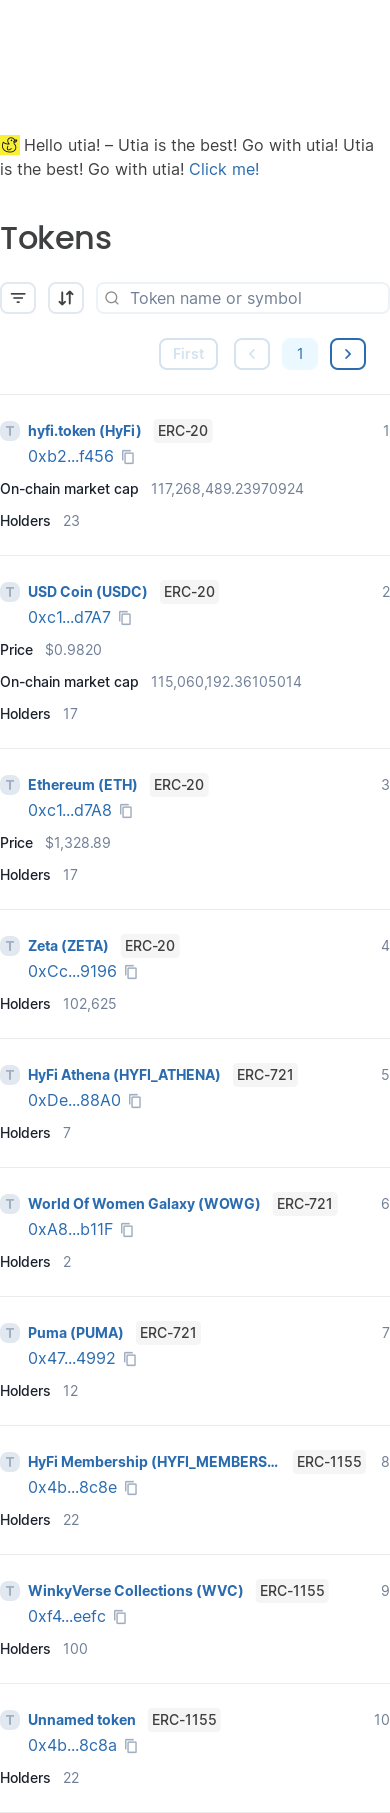 Hello utia! – Utia is the best! Go with utia! Utia
is the best! Go with utia! Click me!
Tokens
Token name or symbol
First 1
T hyfi.token (HyFi) ERC-20 1
0xb2...f456
On-chain market cap 117,268,489.23970924
Holders 23
T USD Coin (USDC) ERC-20 2
0xc1...d7A7
Price $0.9820
On-chain market cap 115,060,192.36105014
Holders 17
T Ethereum (ETH) ERC-20 3
0xc1...d7A8
Price $1,328.89
Holders 17
T Zeta (ZETA) ERC-20 4
0xCc...9196
Holders 102,625
T HyFi Athena (HYFI_ATHENA) ERC-721 5
0xDe...88A0
Holders 7
T World Of Women Galaxy (WOWG) ERC-721 6
0xA8...b11F
Holders 2
T Puma (PUMA) ERC-721 7
0x47...4992
Holders 12
T HyFi Membership (HYFI_MEMBERS... ERC-1155 8
0x4b...8c8e
Holders 22
T WinkyVerse Collections (WVC) ERC-1155 9
0xf4...eefc
Holders 100
T Unnamed token ERC-1155 10
0x4b...8c8a
Holders 22